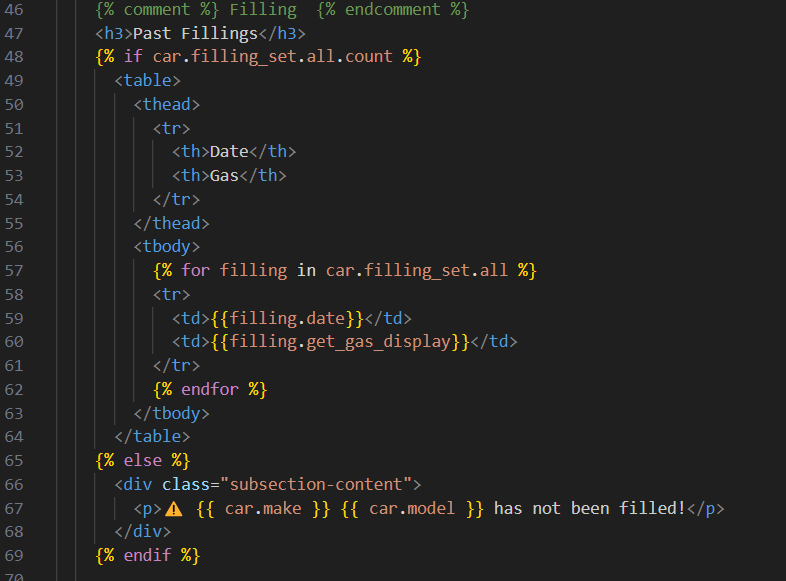 46 {% comment %} Filling  {% endcomment %}
47 <h3>Past Fillings</h3>
48 {% if car.filling_set.all.count %}
49 <table>
50 <thead>
51 <tr>
52 <th>Date</th>
53 <th>Gas</th>
54 </tr>
55 </thead>
56 <tbody>
57 {% for filling in car.filling_set.all %}
58 <tr>
59 <td>{{filling.date}}</td>
60 <td>{{filling.get_gas_display}}</td>
61 </tr>
62 {% endfor %}
63 </tbody>
64 </table>
65 {% else %}
66 <div class="subsection-content">
67 <p>⚠️ {{ car.make }} {{ car.model }} has not been filled!</p>
68 </div>
69 {% endif %}
70